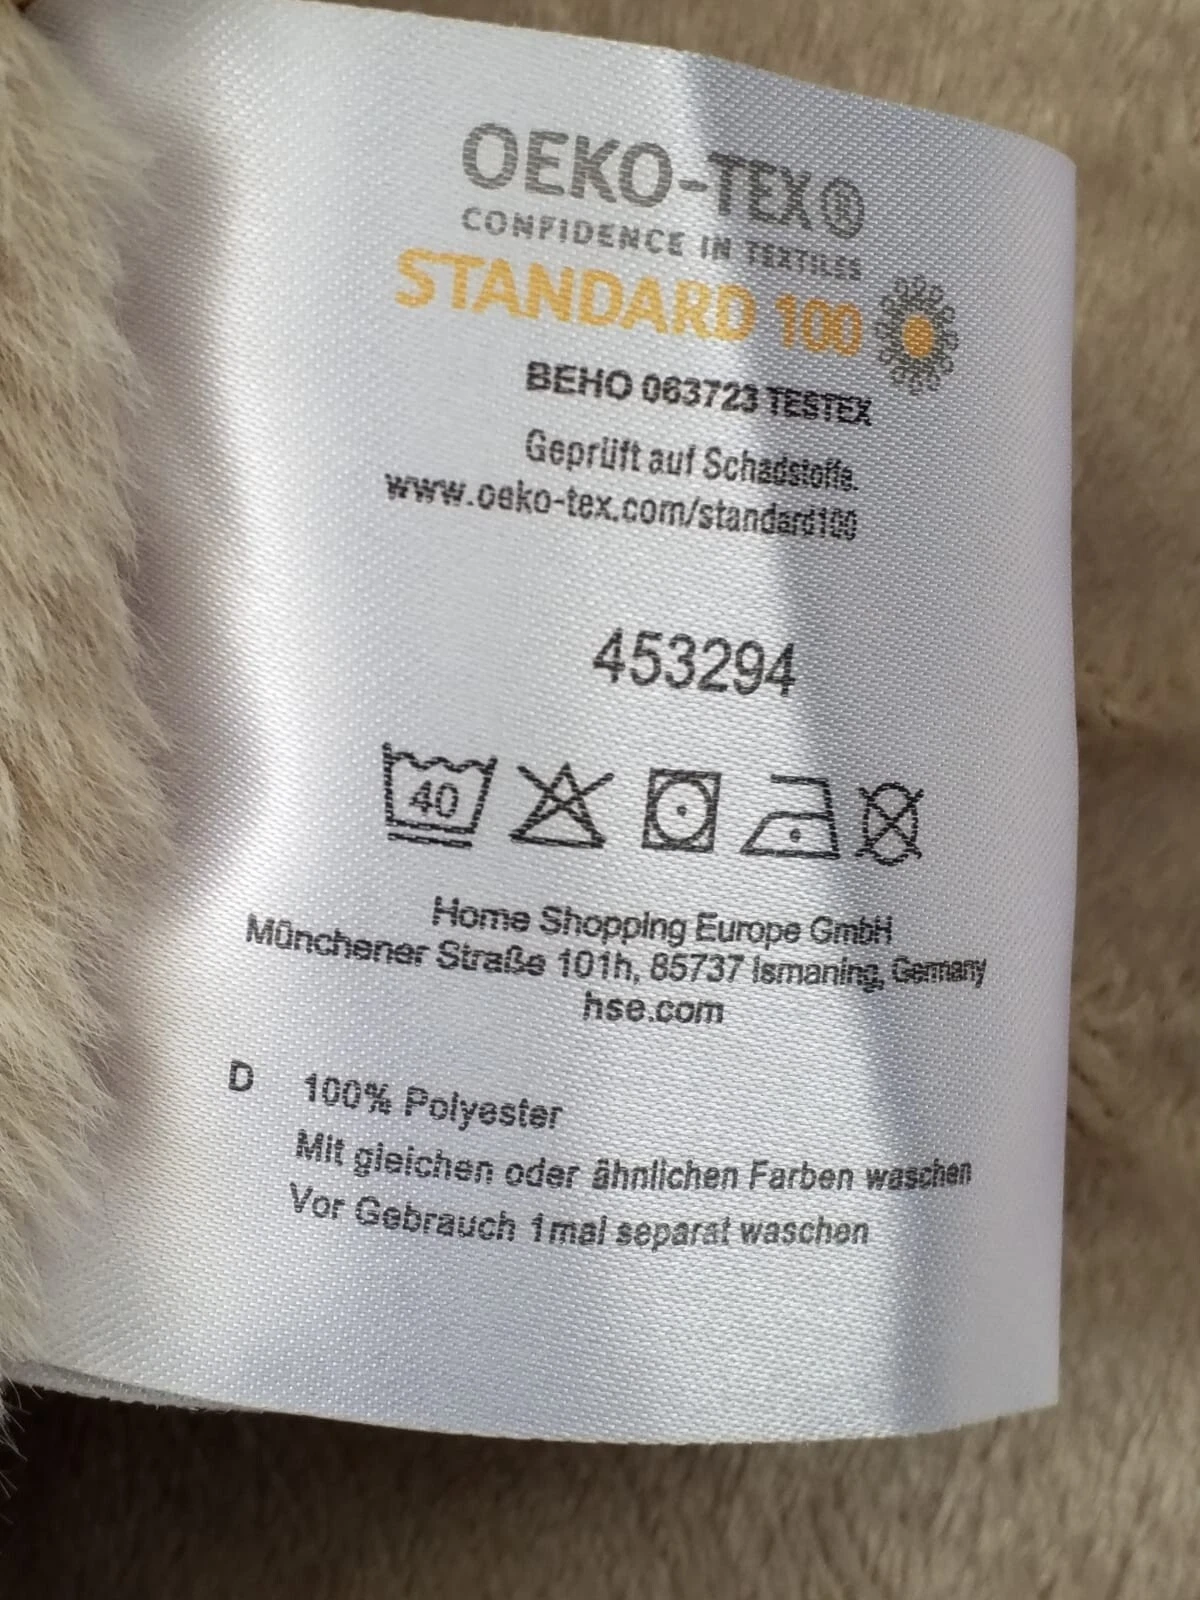 OEKO-TEX®
CONFIDENCE IN TEXTILES
STANDARD 100
BEHO 063723 TESTEX
Geprüft auf Schadstoffe.
www.oeko-tex.com/standard100
453294
40
Home Shopping Europe GmbH
Münchener Straße 101h, 85737 Ismaning, Germany
hse.com
D 100% Polyester
Mit gleichen oder ähnlichen Farben waschen
Vor Gebrauch 1mal separat waschen